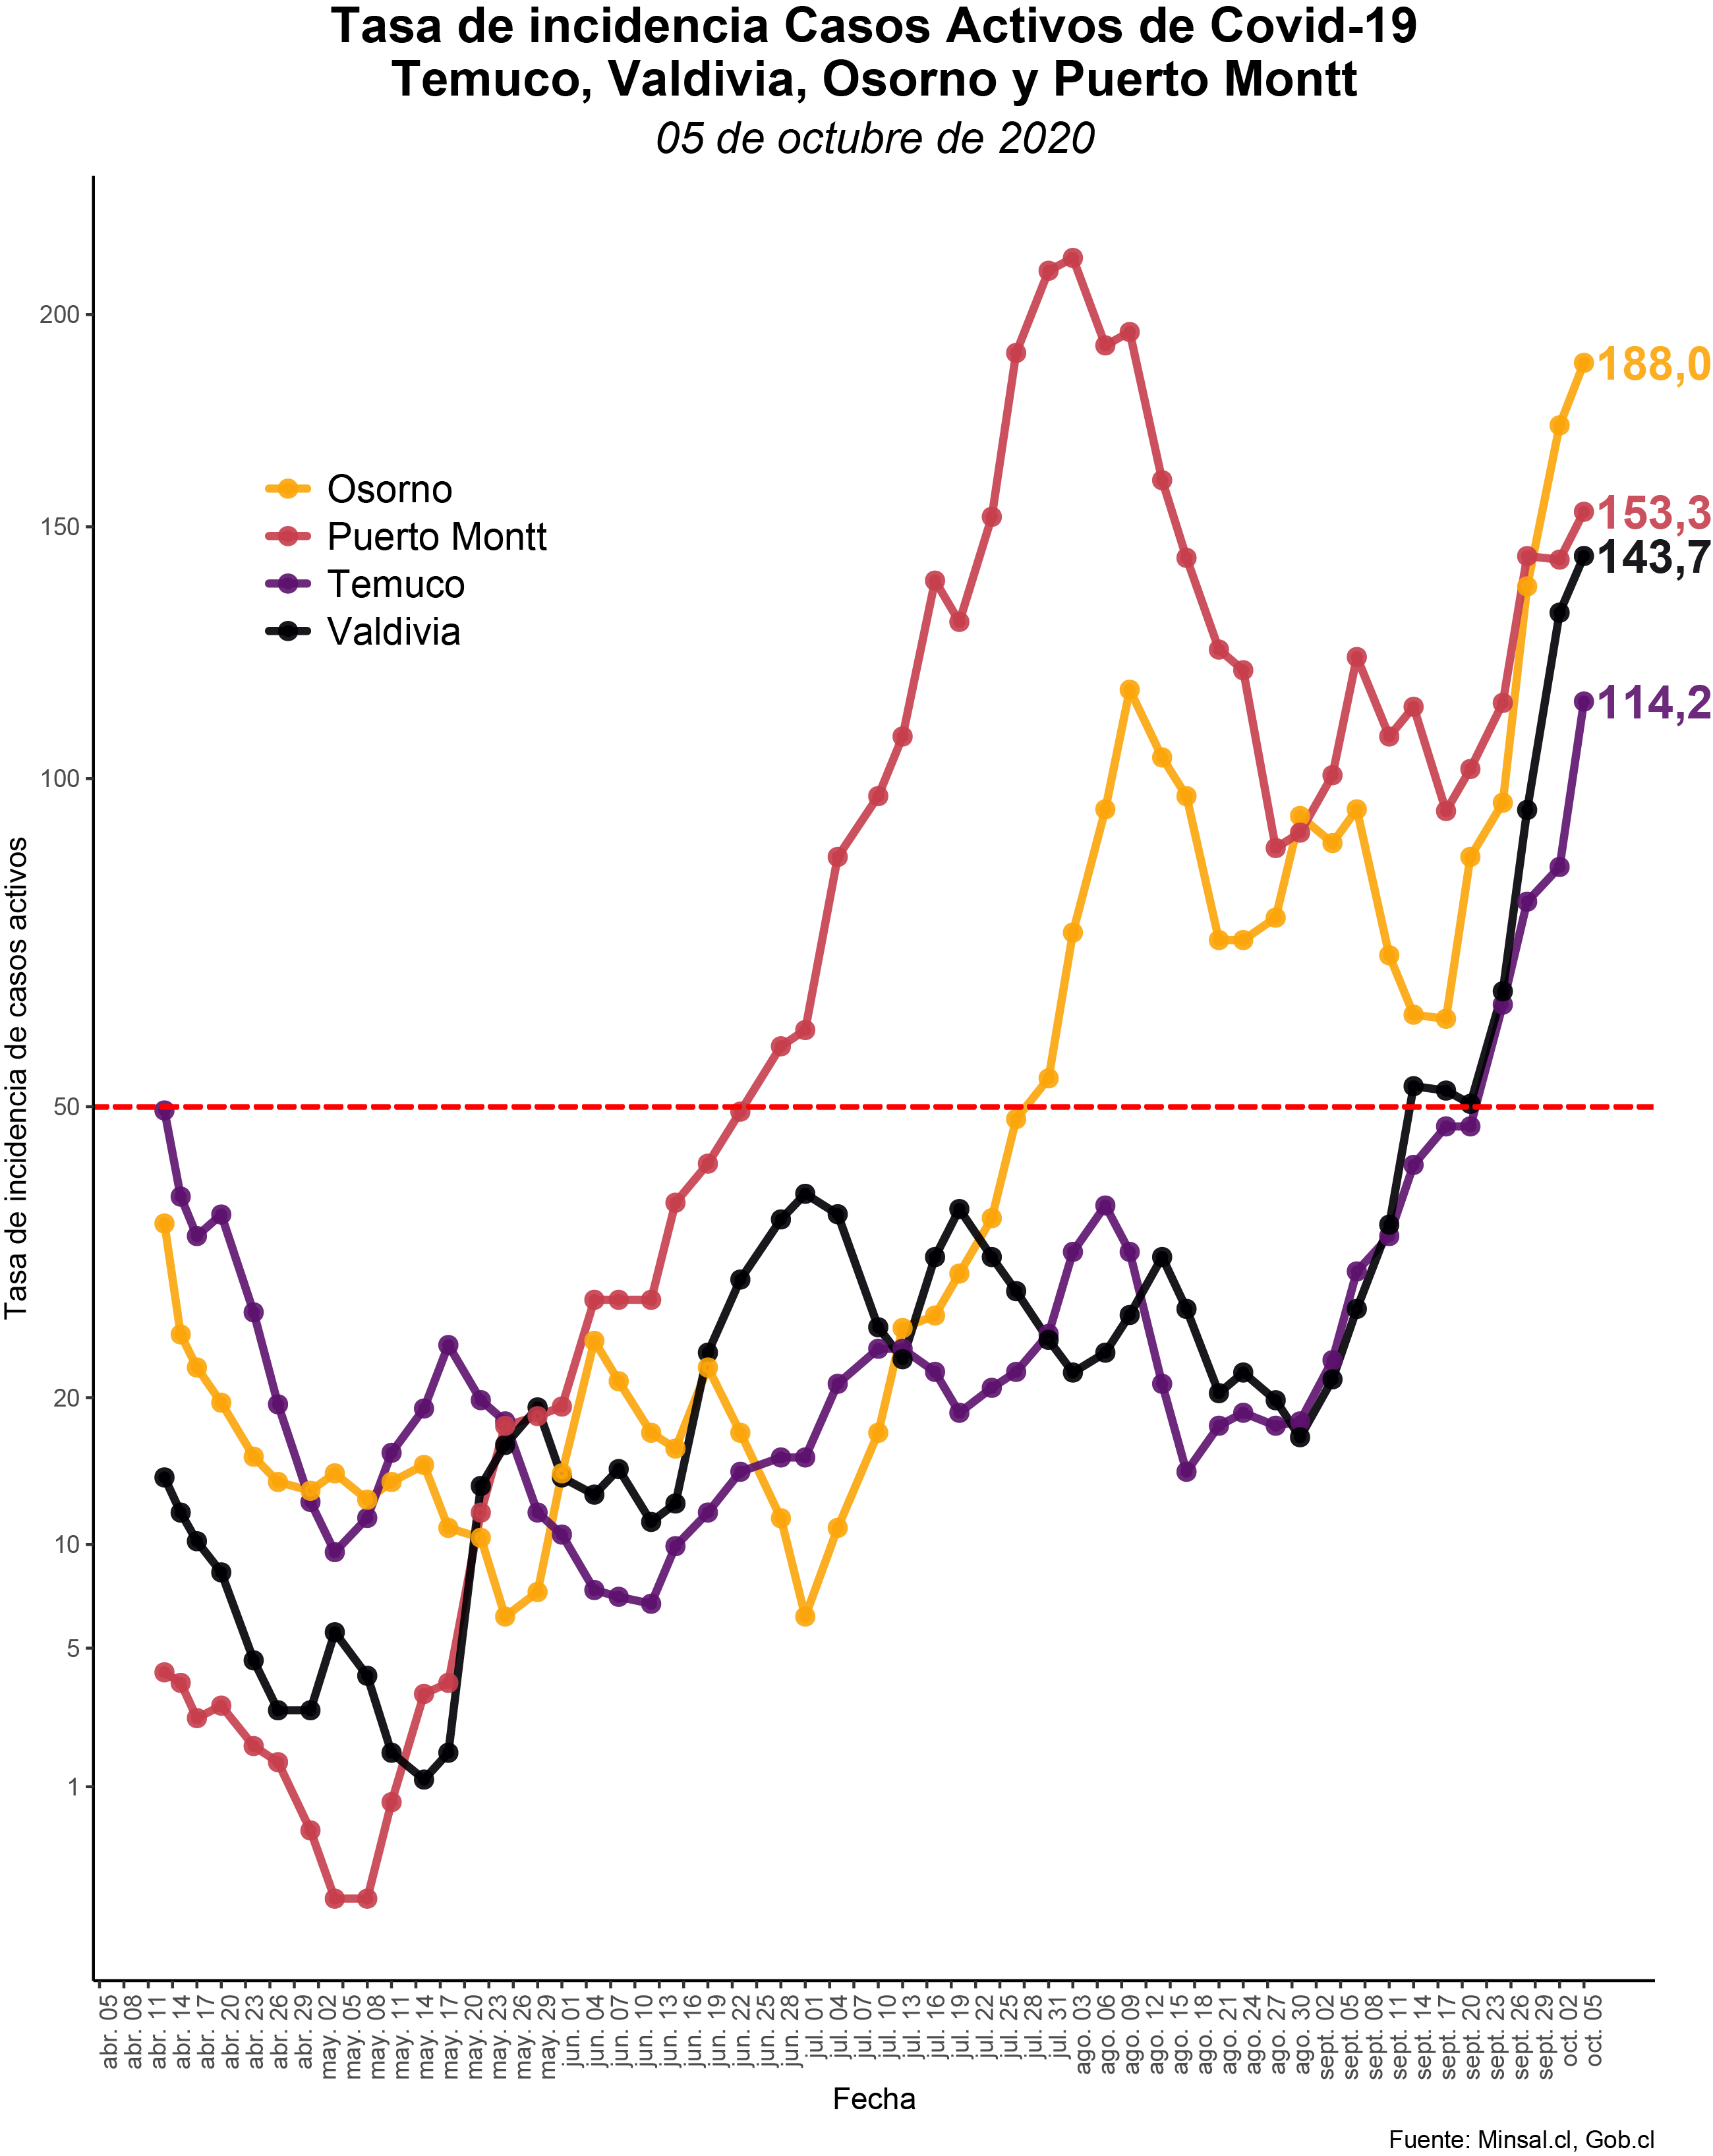 Tasa de incidencia Casos Activos de Covid-19
Temuco, Valdivia, Osorno y Puerto Montt
05 de octubre de 2020
Tasa de incidencia de casos activos
200
150
100
50
20
10
5
1
Osorno
Puerto Montt
Temuco
Valdivia
188,0
153,3
143,7
114,2
abr. 05
abr. 08
abr. 11
abr. 14
abr. 17
abr. 20
abr. 23
abr. 26
abr. 29
may. 02
may. 05
may. 08
may. 11
may. 14
may. 17
may. 20
may. 23
may. 26
may. 29
jun. 01
jun. 04
jun. 07
jun. 10
jun. 13
jun. 16
jun. 19
jun. 22
jun. 25
jun. 28
jul. 01
jul. 04
jul. 07
jul. 10
jul. 13
jul. 16
jul. 19
jul. 22
jul. 25
jul. 28
jul. 31
ago. 03
ago. 06
ago. 09
ago. 12
ago. 15
ago. 18
ago. 21
ago. 24
ago. 27
ago. 30
sept. 02
sept. 05
sept. 08
sept. 11
sept. 14
sept. 17
sept. 20
sept. 23
sept. 26
sept. 29
oct. 02
oct. 05
Fecha
Fuente: Minsal.cl, Gob.cl